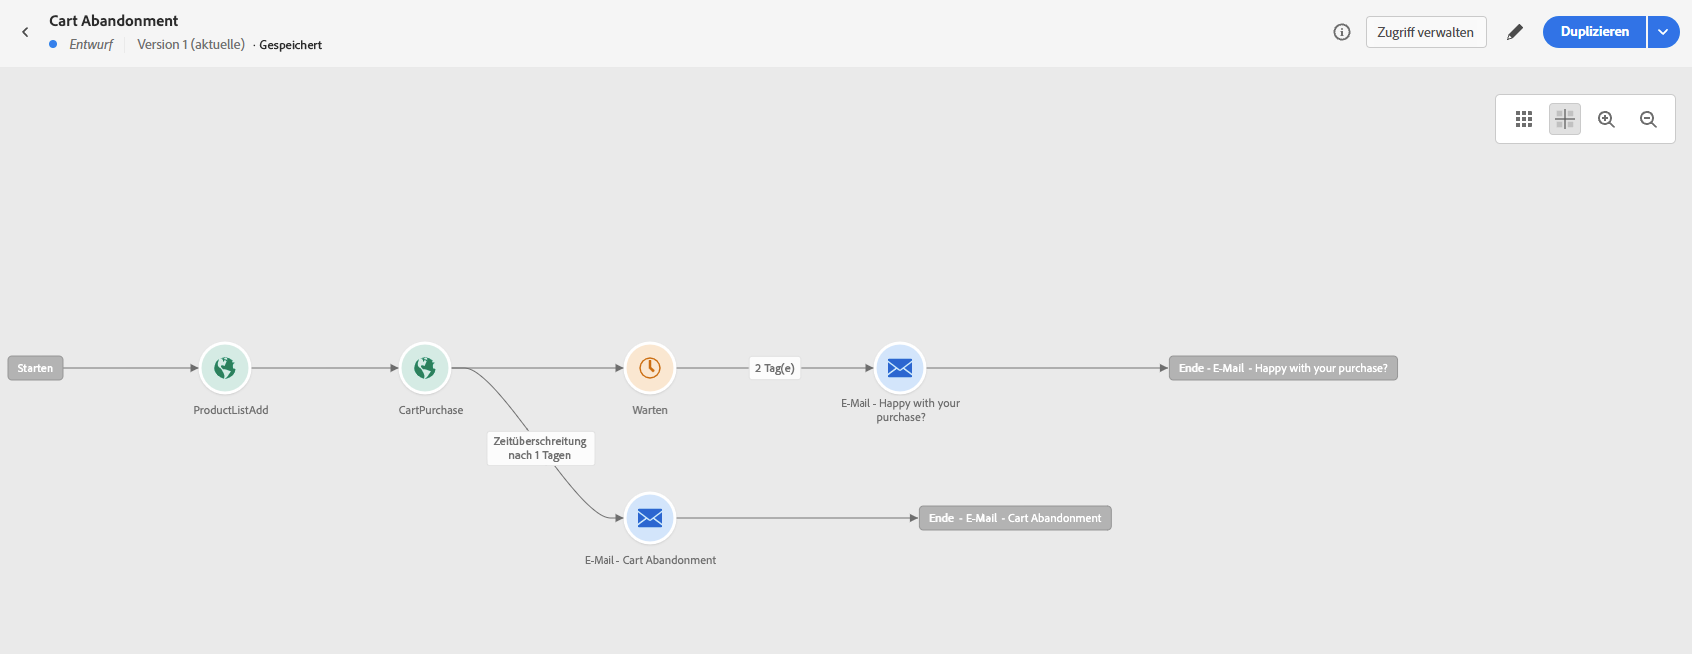 Cart Abandonment
Entwurf Version 1 (aktuelle) · Gespeichert
Zugriff verwalten
Duplizieren
Starten
ProductListAdd
CartPurchase
Warten
2 Tag(e)
E-Mail - Happy with your
purchase?
Ende - E-Mail - Happy with your purchase?
Zeitüberschreitung
nach 1 Tagen
E-Mail - Cart Abandonment
Ende - E-Mail - Cart Abandonment